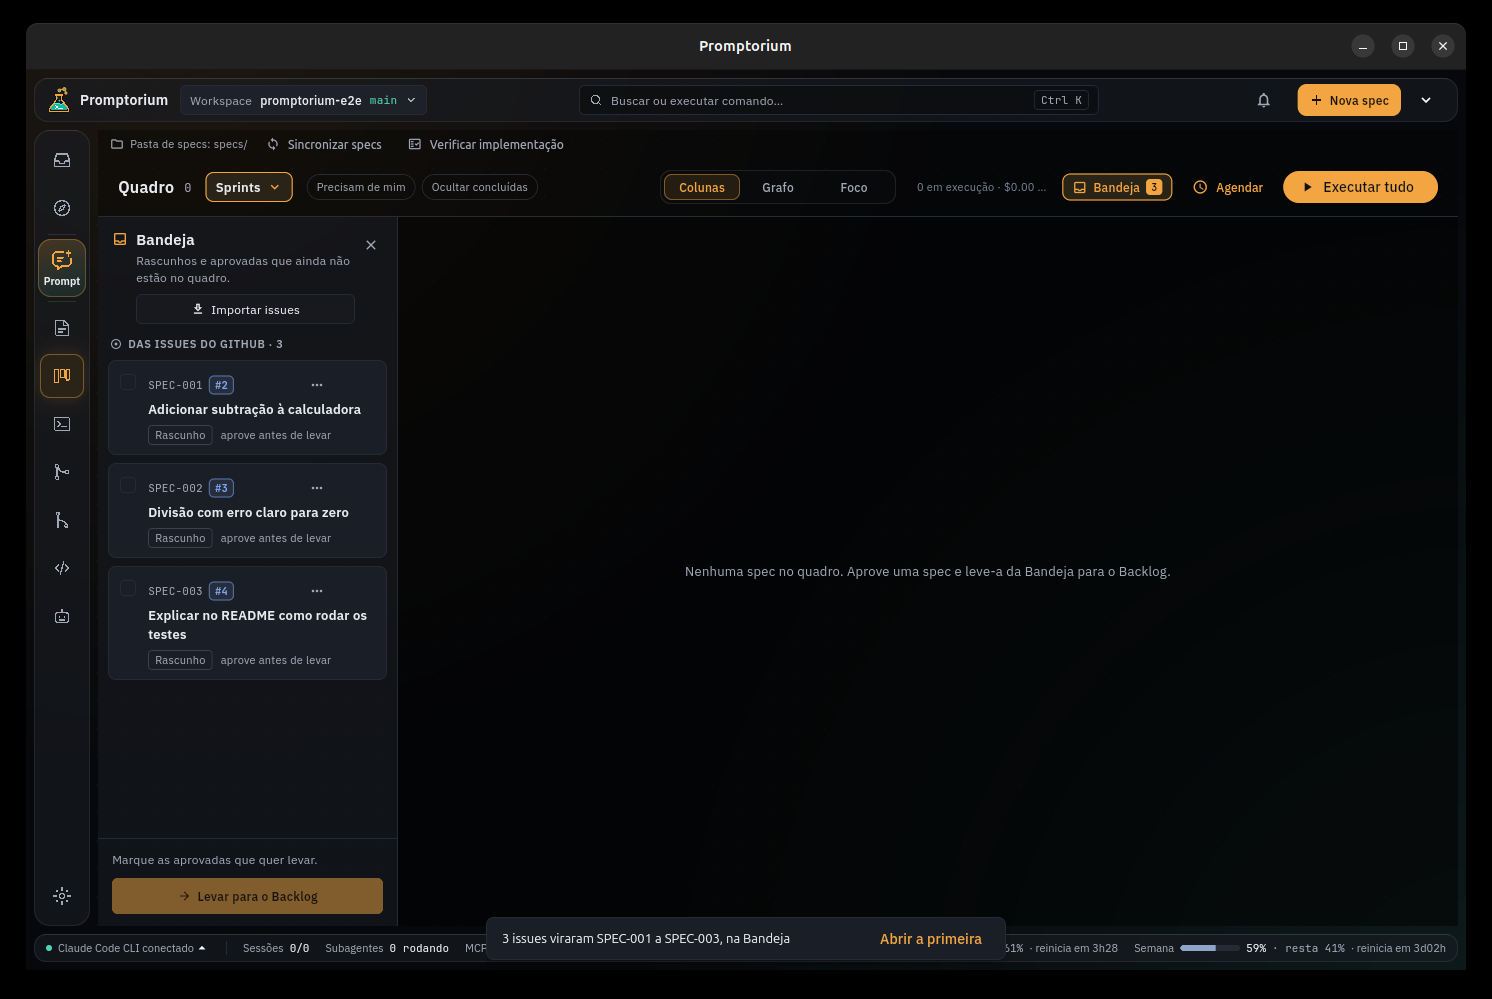 Promptorium
Promptorium
Workspace promptorium-e2e main
Buscar ou executar comando...
Ctrl K
Nova spec
Pasta de specs: specs/
Sincronizar specs
Verificar implementação
Quadro 0
Sprints
Precisam de mim
Ocultar concluídas
Colunas
Grafo
Foco
0 em execução · $0.00 ...
Bandeja 3
Agendar
Executar tudo
Prompt
Bandeja
Rascunhos e aprovadas que ainda não
estão no quadro.
Importar issues
DAS ISSUES DO GITHUB · 3
SPEC-001 #2
Adicionar subtração à calculadora
Rascunho aprove antes de levar
SPEC-002 #3
Divisão com erro claro para zero
Rascunho aprove antes de levar
SPEC-003 #4
Explicar no README como rodar os
testes
Rascunho aprove antes de levar
Nenhuma spec no quadro. Aprove uma spec e leve-a da Bandeja para o Backlog.
Marque as aprovadas que quer levar.
Levar para o Backlog
3 issues viraram SPEC-001 a SPEC-003, na Bandeja
Abrir a primeira
Claude Code CLI conectado
Sessões 0/0
Subagentes 0 rodando
MCP
· reinicia em 3h28
Semana 59% · resta 41% · reinicia em 3d02h